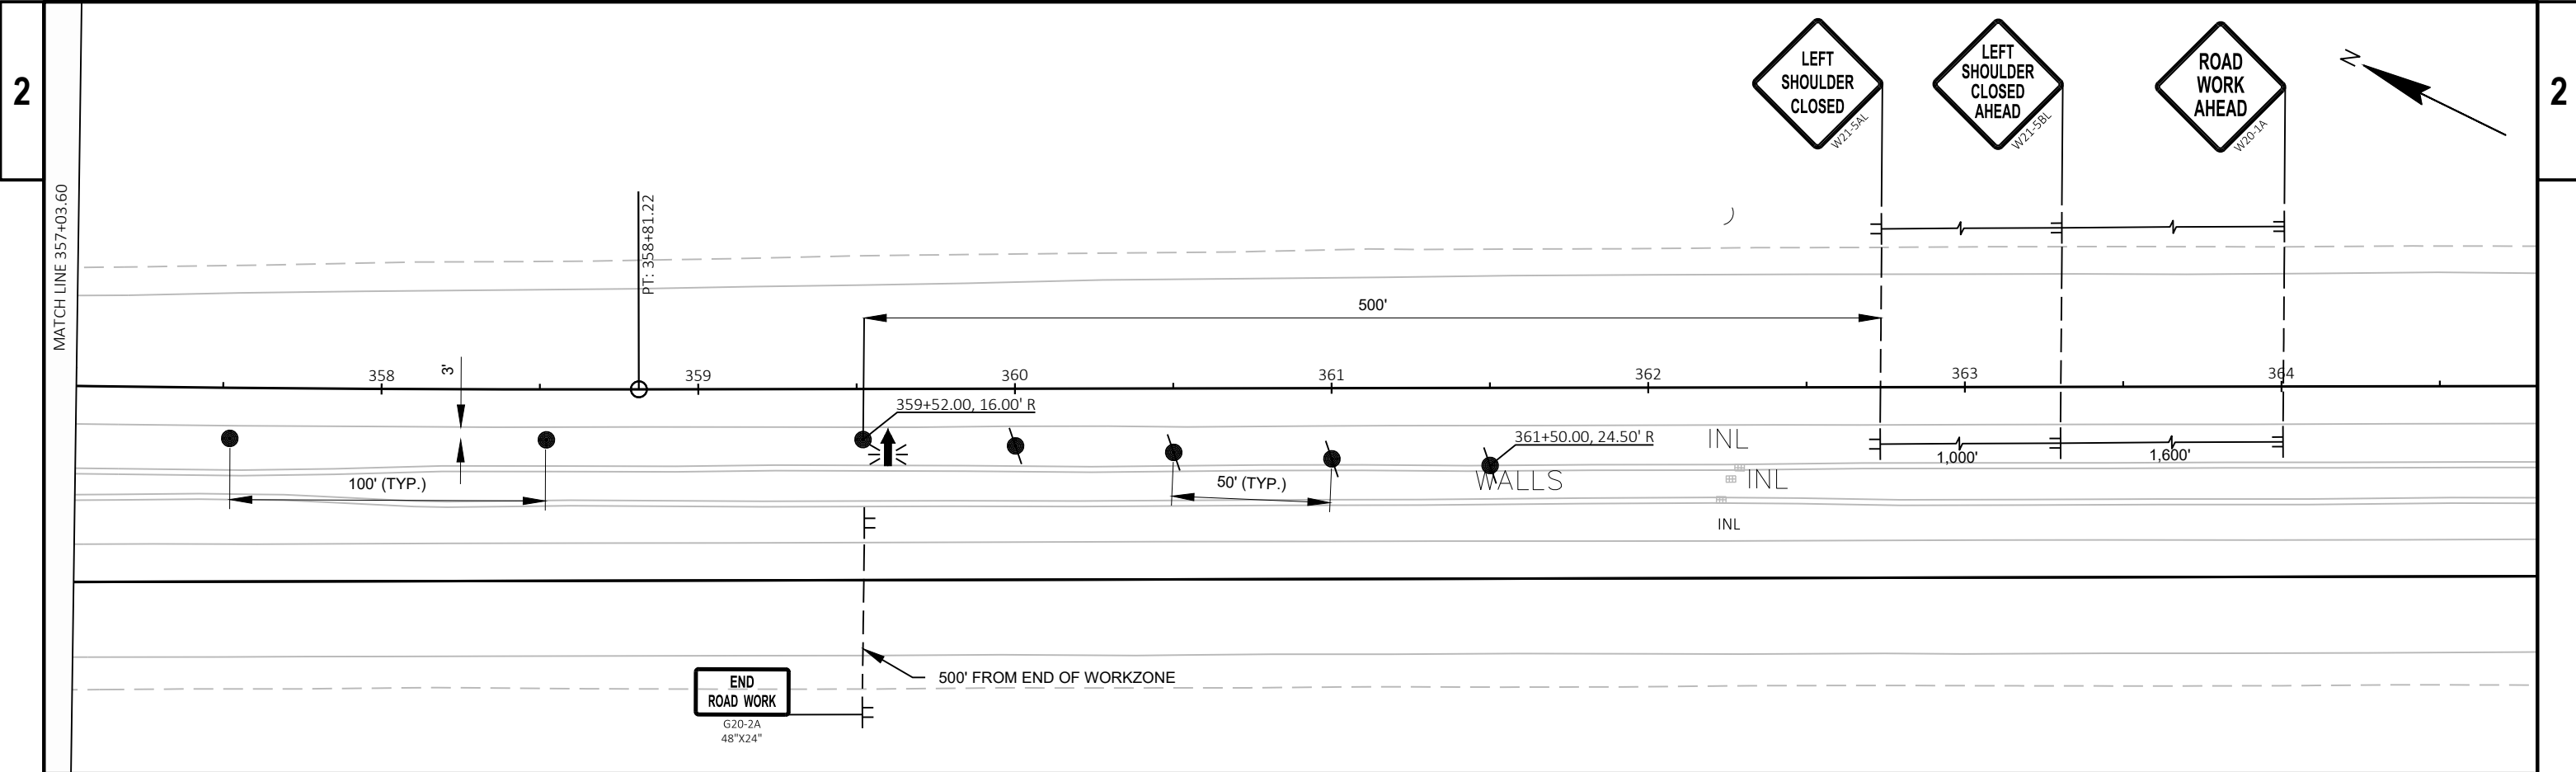 2
2
LEFT
SHOULDER
CLOSED
W21-5AL
LEFT
SHOULDER
CLOSED
AHEAD
W21-5BL
ROAD
WORK
AHEAD
W20-1A
N
MATCH LINE 357+03.60
PT: 358+81.22
500'
3'
358
359
360
361
362
363
364
359+52.00, 16.00' R
361+50.00, 24.50' R
INL
1,000'
1,600'
100' (TYP.)
50' (TYP.)
WALLS
INL
INL
500' FROM END OF WORKZONE
END
ROAD WORK
G20-2A
48"X24"